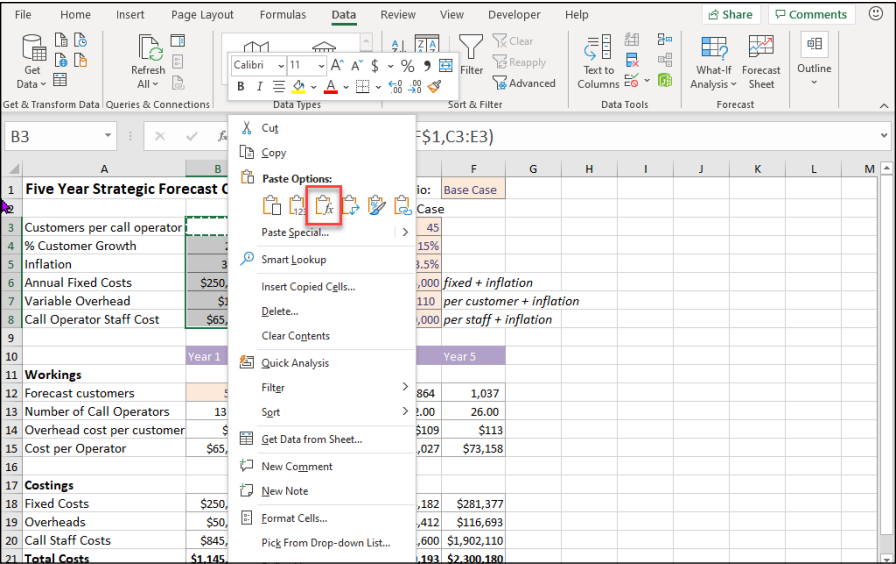 File Home Insert Page Layout Formulas Data Review View Developer Help Share Comments
Get Data
Refresh All
Calibri 11 A A $ % 9
B I A
Filter
Clear
Reapply
Advanced
Text to Columns
What-If Analysis
Forecast Sheet
Outline
Get & Transform Data Queries & Connections Data Types Sort & Filter Data Tools Forecast
B3 $1,C3:E3)
A B F G H I J K L M
1 Five Year Strategic Forecast io: Base Case
2 Case
3 Customers per call operator 45
4 % Customer Growth 15%
5 Inflation 3 3.5%
6 Annual Fixed Costs $250, ,000 fixed + inflation
7 Variable Overhead $1 110 per customer + inflation
8 Call Operator Staff Cost $65, ,000 per staff + inflation
9
10 Year 1 Year 5
11 Workings
12 Forecast customers 5 864 1,037
13 Number of Call Operators 13 2.00 26.00
14 Overhead cost per customer $ $109 $113
15 Cost per Operator $65, ,027 $73,158
16
17 Costings
18 Fixed Costs $250, ,182 $281,377
19 Overheads $50, ,412 $116,693
20 Call Staff Costs $845, ,600 $1,902,110
21 Total Costs $1,145, ,193 $2,300,180
Cut
Copy
Paste Options:
123 fx
Paste Special...
Smart Lookup
Insert Copied Cells...
Delete...
Clear Contents
Quick Analysis
Filter
Sort
Get Data from Sheet...
New Comment
New Note
Format Cells...
Pick From Drop-down List...